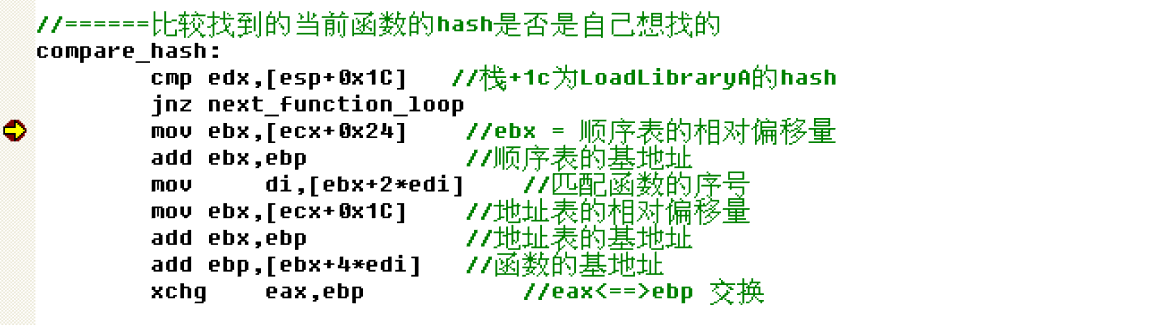 //======比较找到的当前函数的hash是否是自己想找的
compare_hash:
cmp edx,[esp+0x1C] //栈+1c为LoadLibraryA的hash
jnz next_function_loop
mov ebx,[ecx+0x24] //ebx = 顺序表的相对偏移量
add ebx,ebp //顺序表的基地址
mov di,[ebx+2*edi] //匹配函数的序号
mov ebx,[ecx+0x1C] //地址表的相对偏移量
add ebx,ebp //地址表的基地址
add ebp,[ebx+4*edi] //函数的基地址
xchg eax,ebp //eax<==>ebp 交换